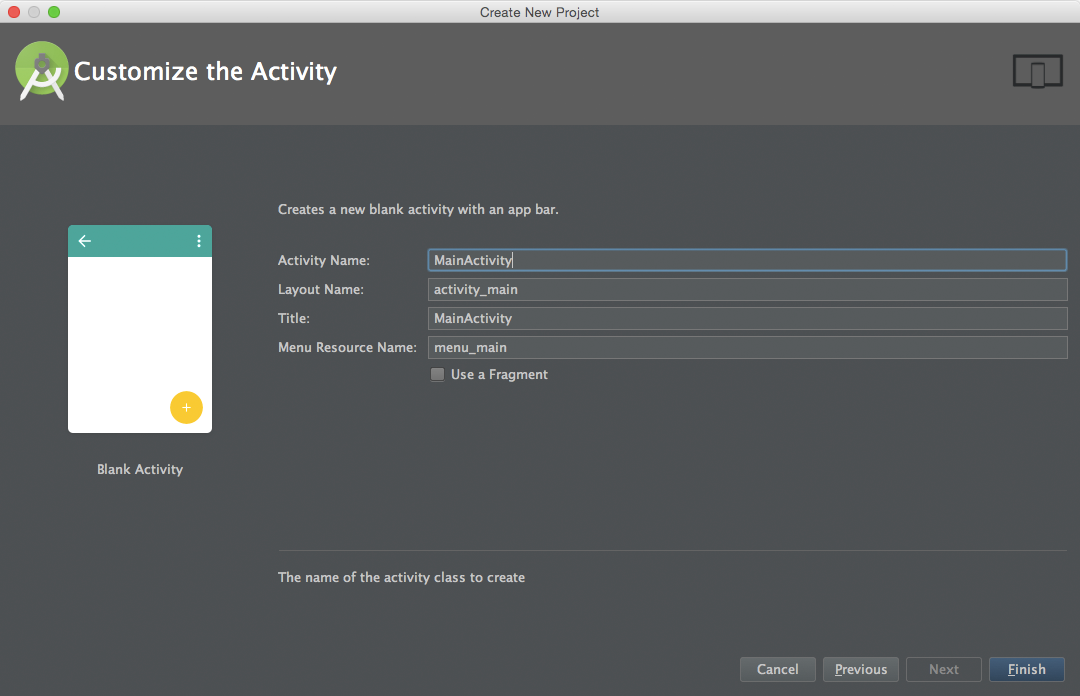 Create New Project
Customize the Activity
Creates a new blank activity with an app bar.
Activity Name: MainActivity
Layout Name: activity_main
Title: MainActivity
Menu Resource Name: menu_main
Use a Fragment
Blank Activity
The name of the activity class to create
Cancel Previous Next Finish